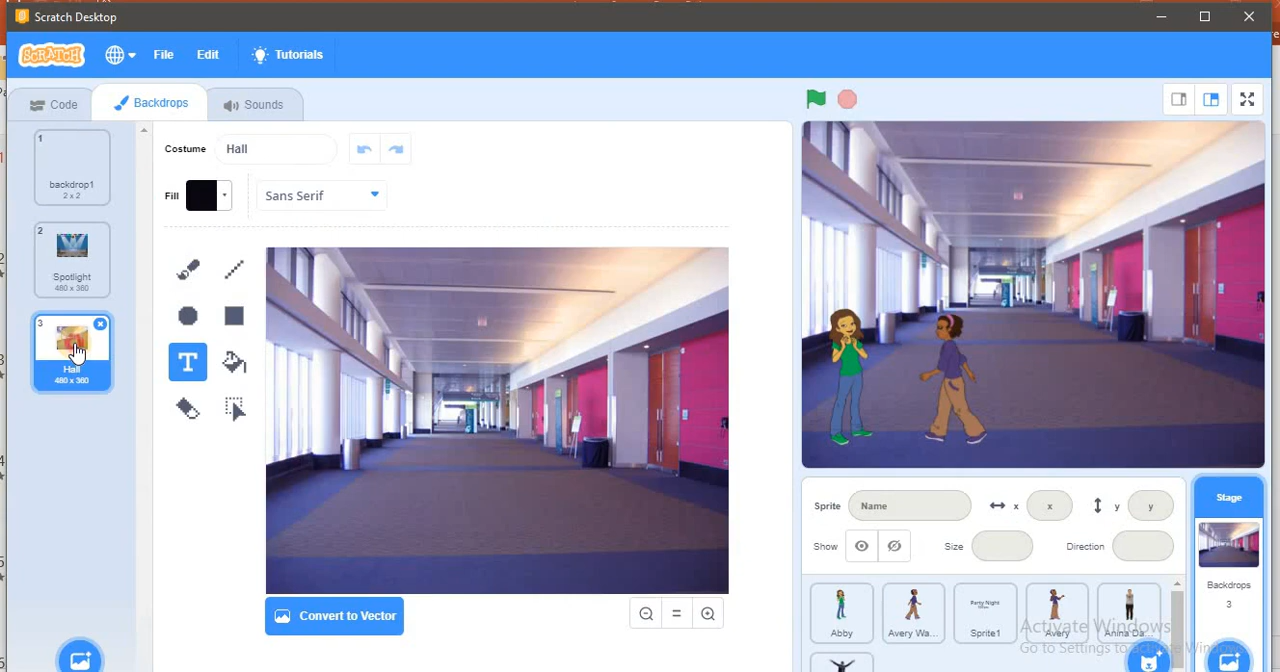 Scratch Desktop
SCRATCH File Edit Tutorials
Code Backdrops Sounds
1
backdrop1
2 x 2
2
Spotlight
480 x 360
3
Hall
480 x 360
Costume Hall
Fill Sans Serif
T
Convert to Vector
Sprite Name x x y y
Show Size Direction
Abby
Avery Wa...
Party Night
Sprite1
Avery
Anina Da...
Stage
Backdrops
3
Activate Windows
Go to Settings to activate Windows.